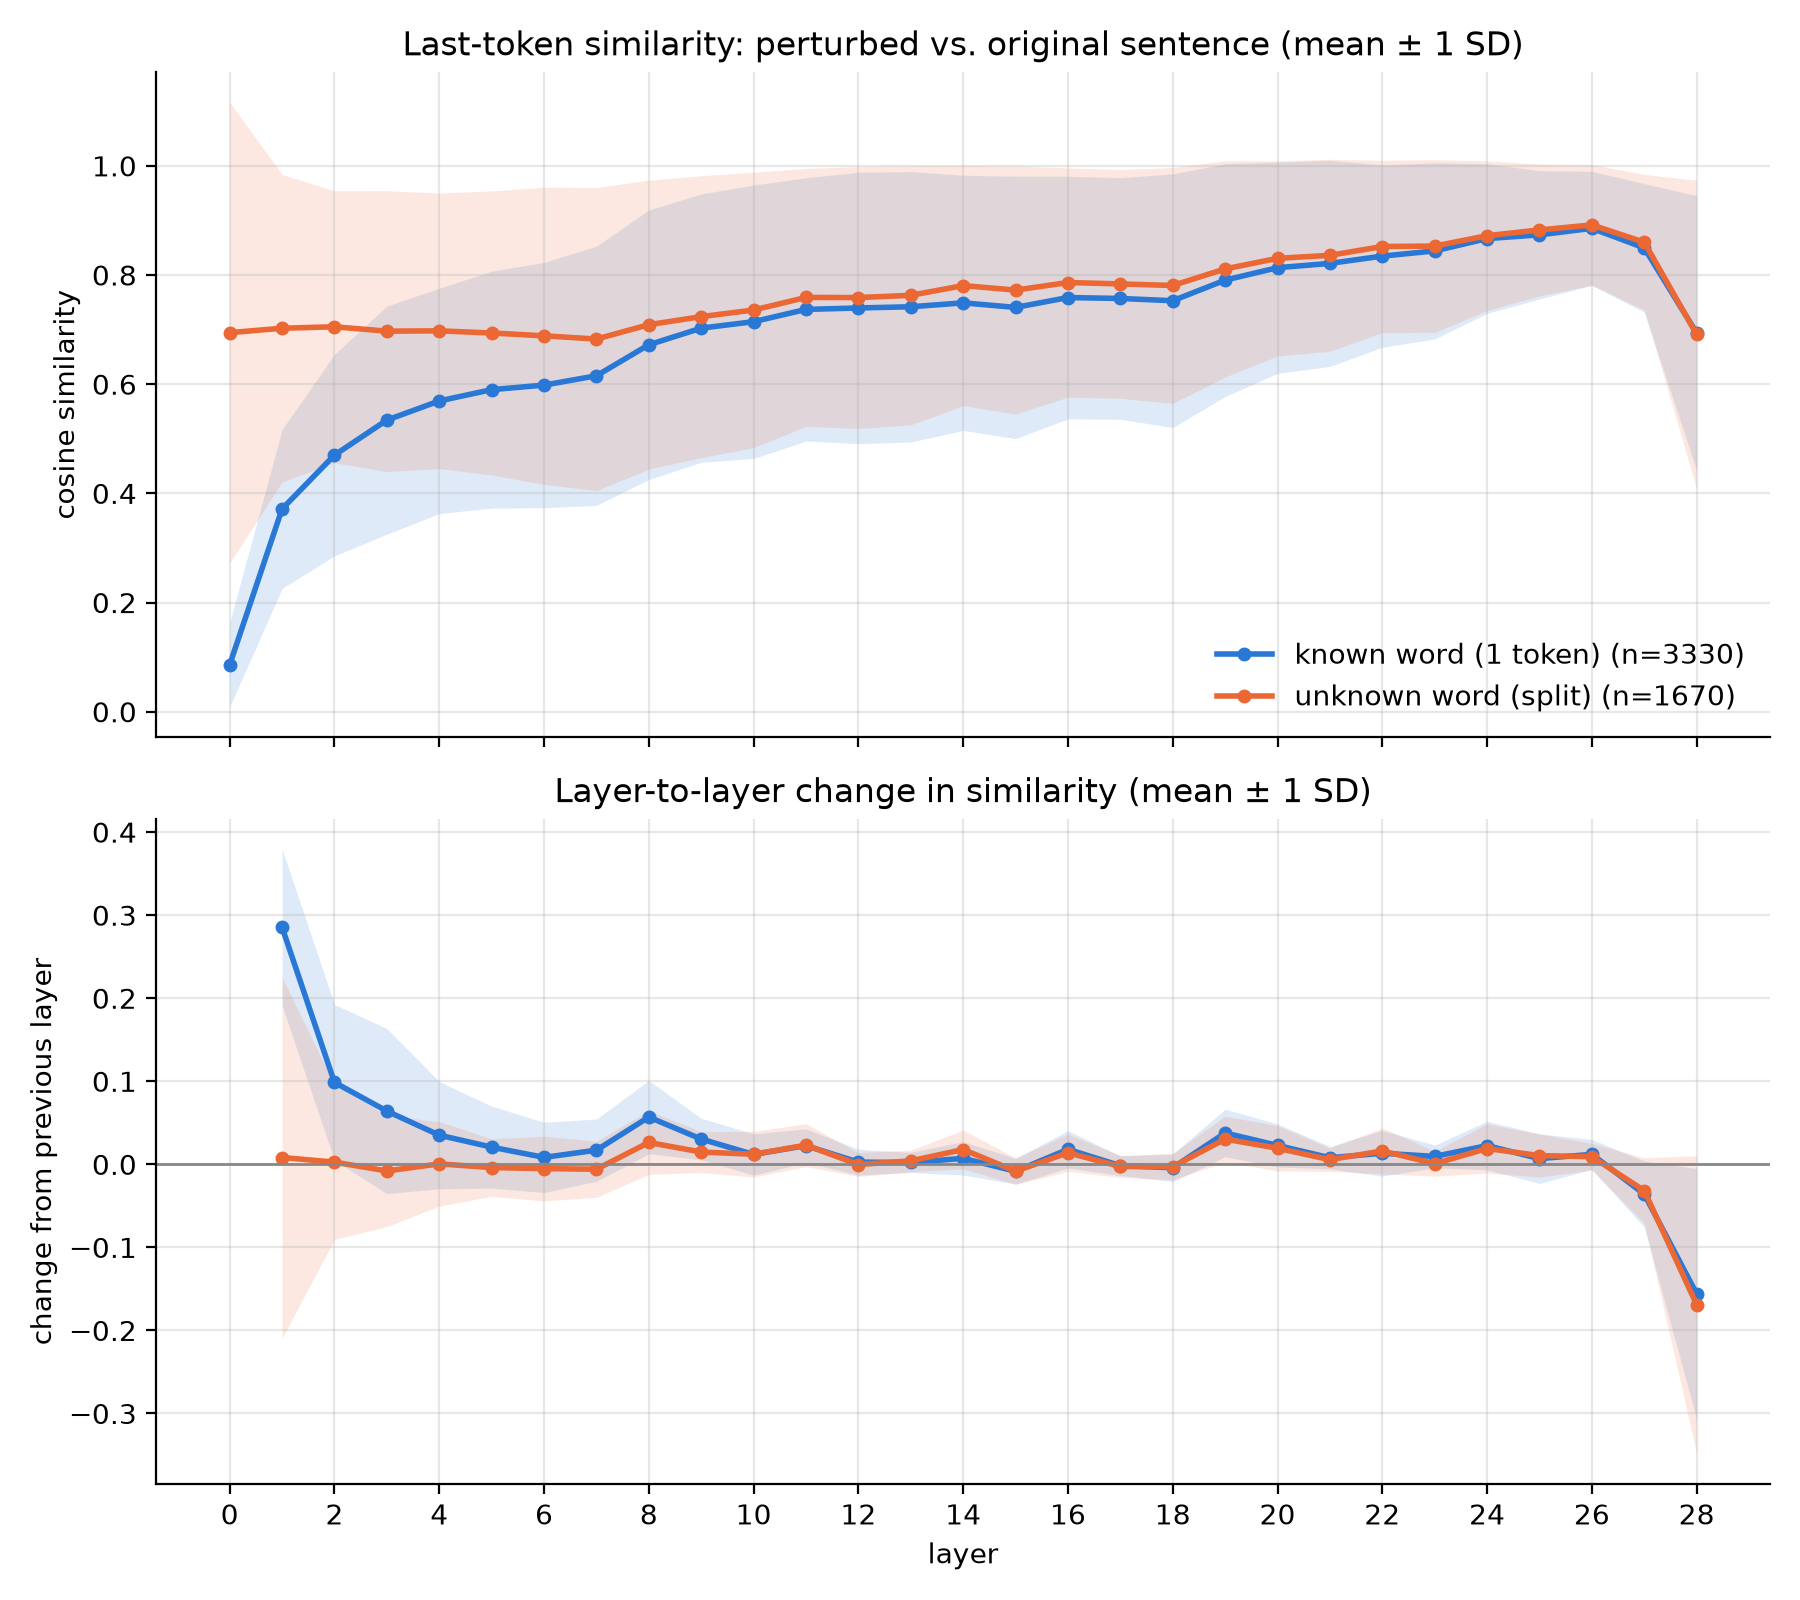 Last-token similarity: perturbed vs. original sentence (mean ± 1 SD)
cosine similarity
1.0
0.8
0.6
0.4
0.2
0.0
known word (1 token) (n=3330)
unknown word (split) (n=1670)
Layer-to-layer change in similarity (mean ± 1 SD)
change from previous layer
0.4
0.3
0.2
0.1
0.0
−0.1
−0.2
−0.3
0 2 4 6 8 10 12 14 16 18 20 22 24 26 28
layer